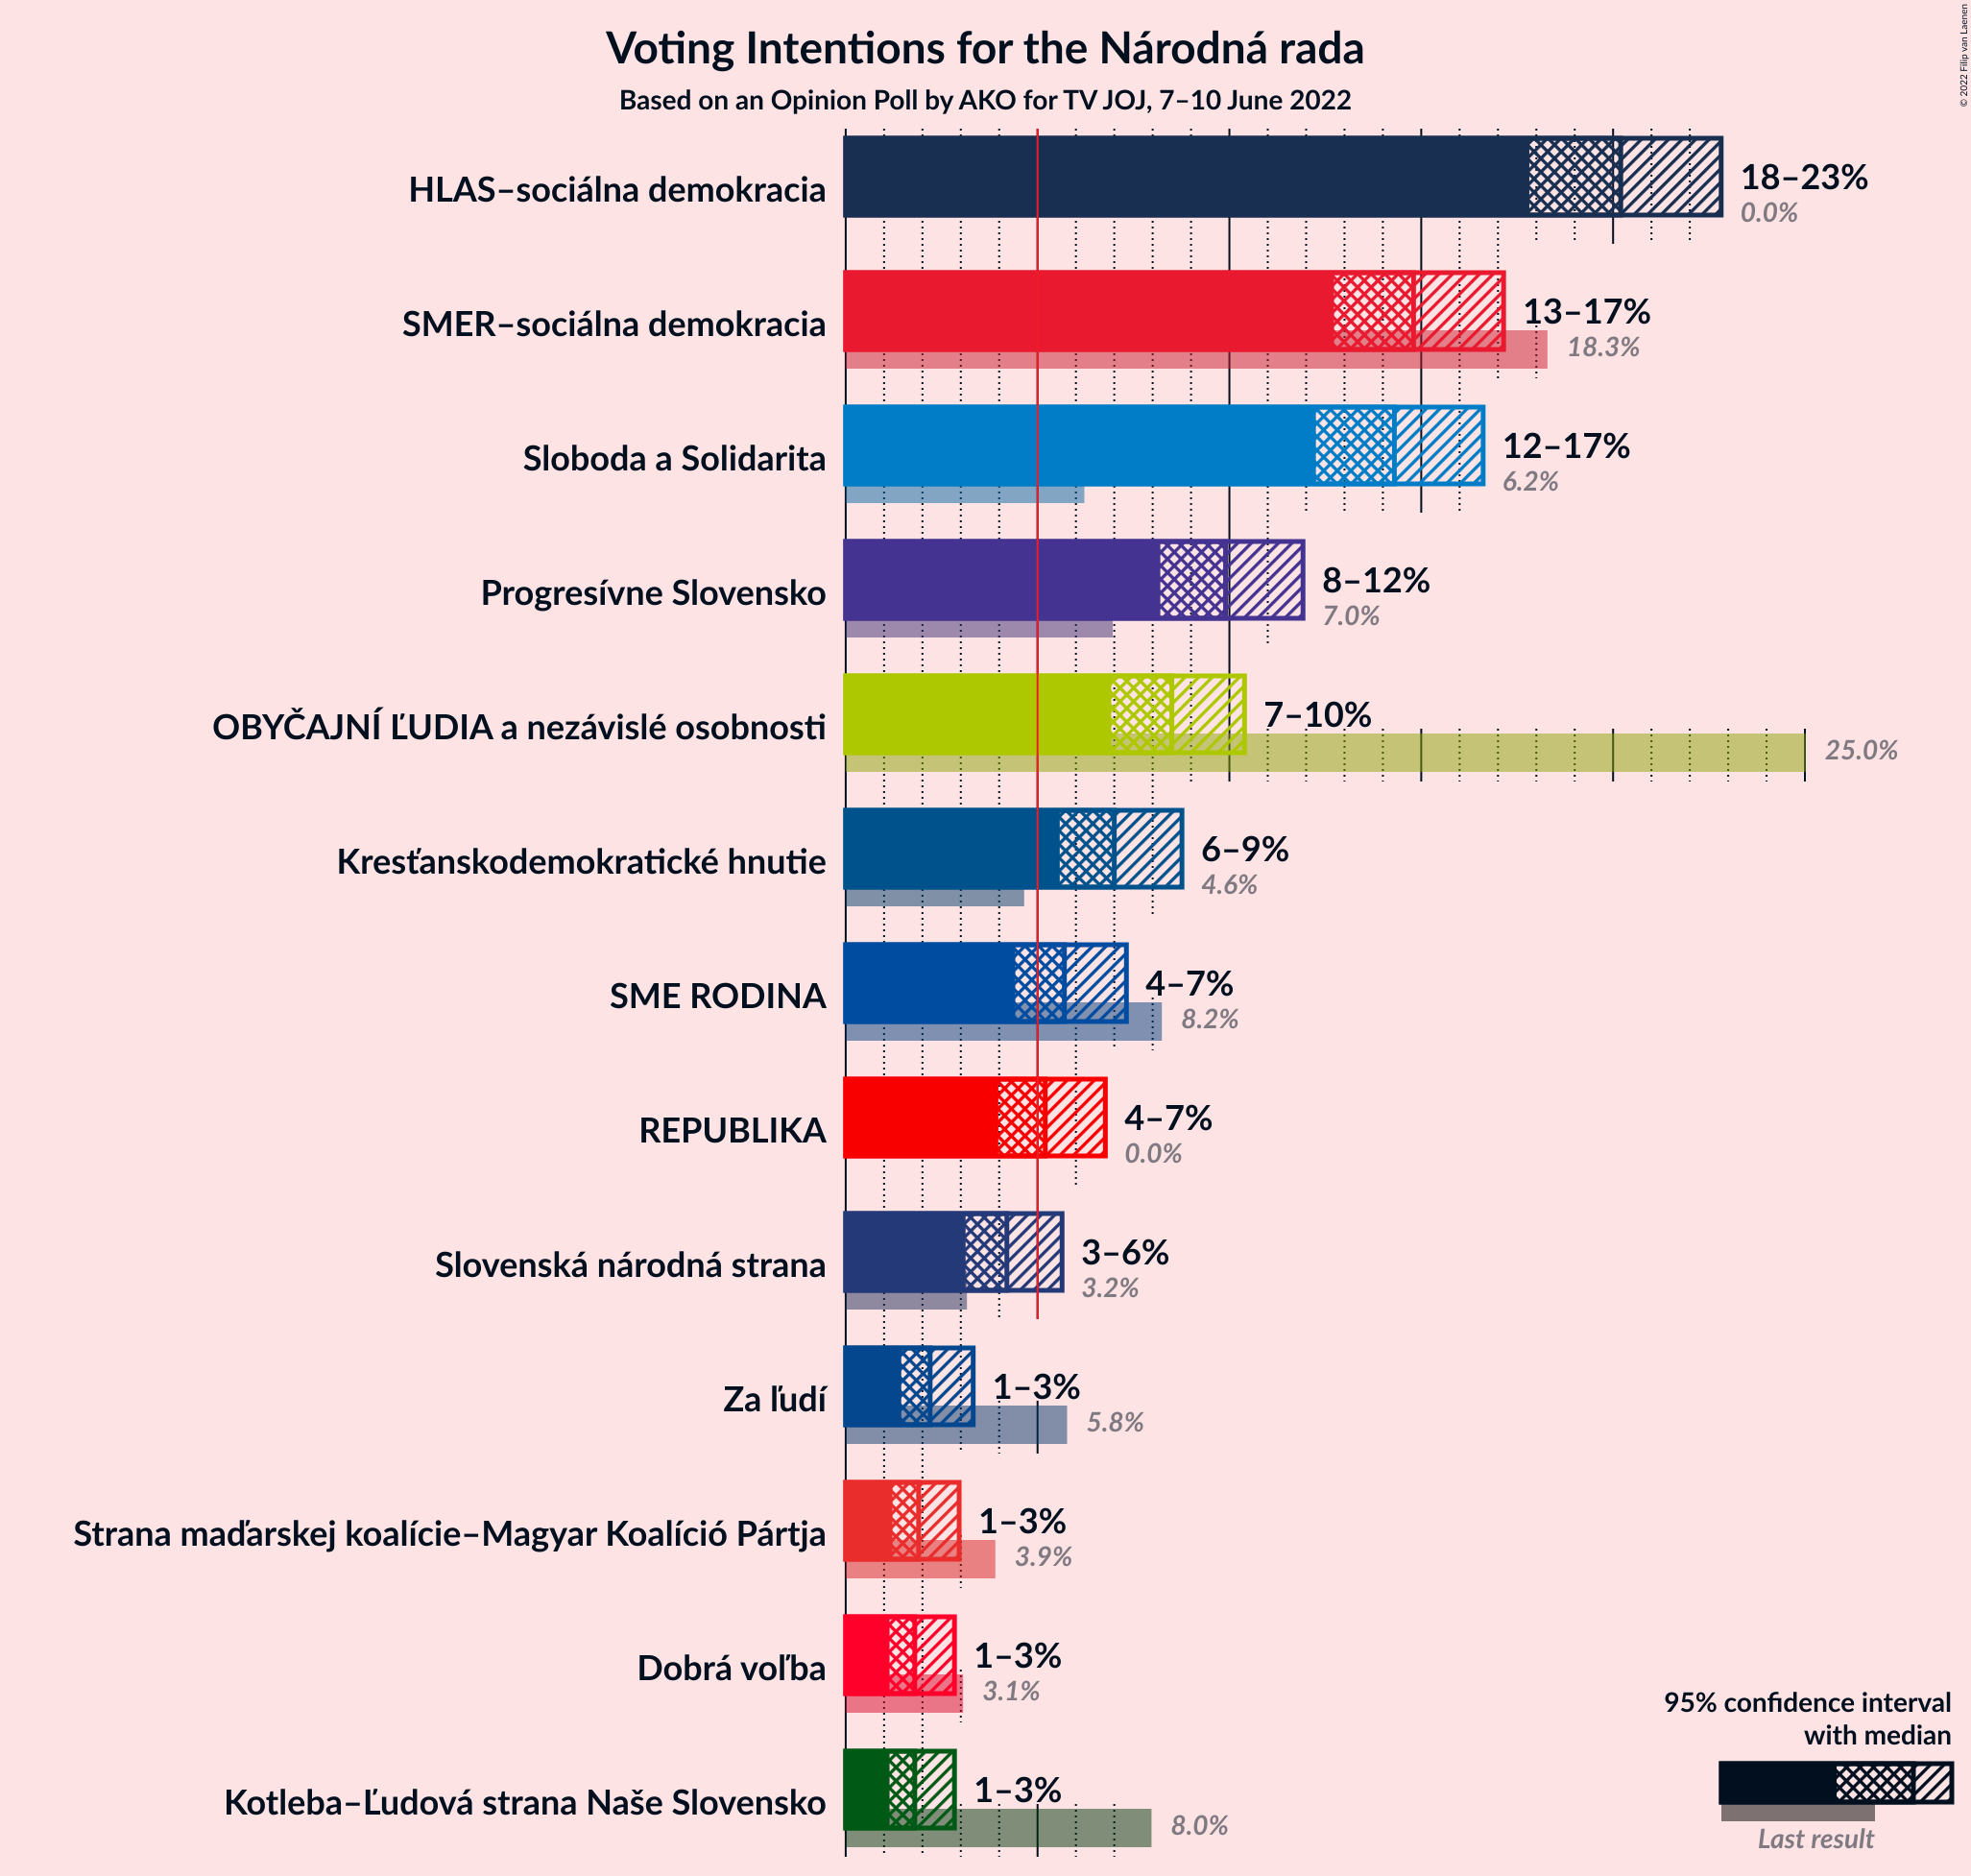 Voting Intentions for the Národná rada
Based on an Opinion Poll by AKO for TV JOJ, 7–10 June 2022
© 2022 Filip van Laenen
HLAS–sociálna demokracia
18–23%
0.0%
SMER–sociálna demokracia
13–17%
18.3%
Sloboda a Solidarita
12–17%
6.2%
Progresívne Slovensko
8–12%
7.0%
OBYČAJNÍ ĽUDIA a nezávislé osobnosti
7–10%
25.0%
Kresťanskodemokratické hnutie
6–9%
4.6%
SME RODINA
4–7%
8.2%
REPUBLIKA
4–7%
0.0%
Slovenská národná strana
3–6%
3.2%
Za ľudí
1–3%
5.8%
Strana maďarskej koalície–Magyar Koalíció Pártja
1–3%
3.9%
Dobrá voľba
1–3%
3.1%
Kotleba–Ľudová strana Naše Slovensko
1–3%
8.0%
95% confidence interval
with median
Last result